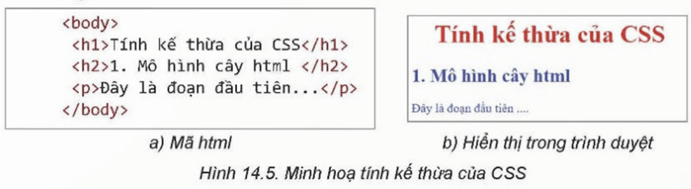 <body>
<h1>Tính kế thừa của CSS</h1>
<h2>1. Mô hình cây html </h2>
<p>Đây là đoạn đầu tiên...</p>
</body>
a) Mã html
Tính kế thừa của CSS
1. Mô hình cây html
Đây là đoạn đầu tiên ....
b) Hiển thị trong trình duyệt
Hình 14.5. Minh hoạ tính kế thừa của CSS